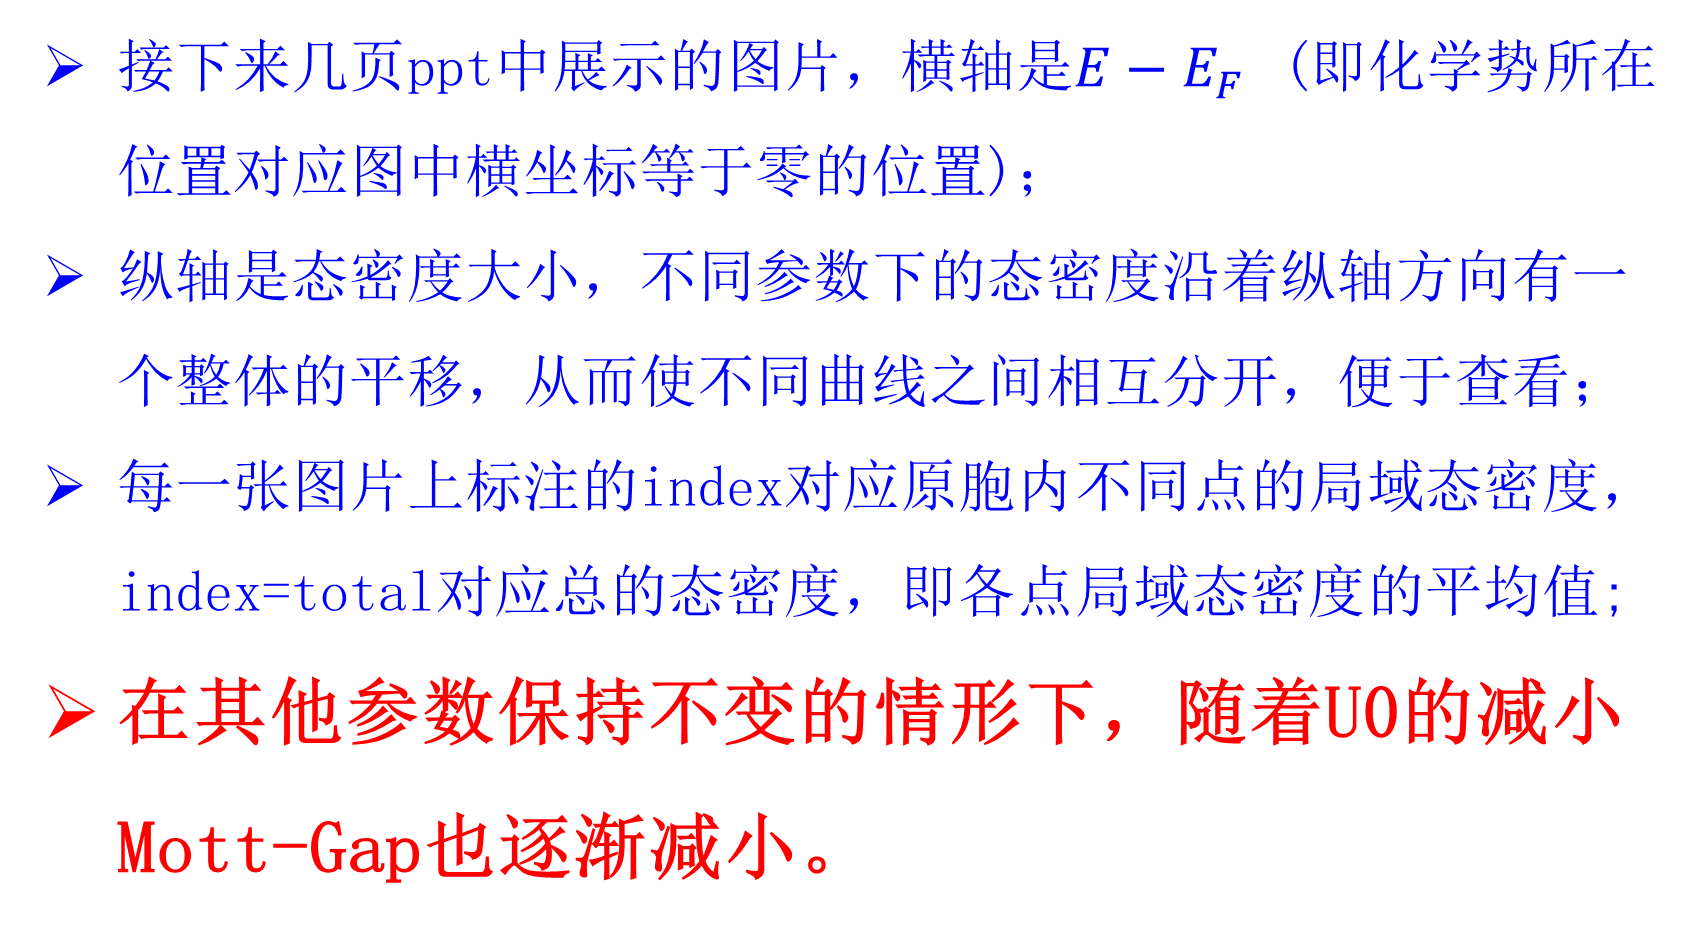 ➢ 接下来几页ppt中展示的图片，横轴是E − E_F (即化学势所在
位置对应图中横坐标等于零的位置)；
➢ 纵轴是态密度大小，不同参数下的态密度沿着纵轴方向有一
个整体的平移，从而使不同曲线之间相互分开，便于查看；
➢ 每一张图片上标注的index对应原胞内不同点的局域态密度，
index=total对应总的态密度，即各点局域态密度的平均值;
➢ 在其他参数保持不变的情形下，随着U0的减小
Mott-Gap也逐渐减小。